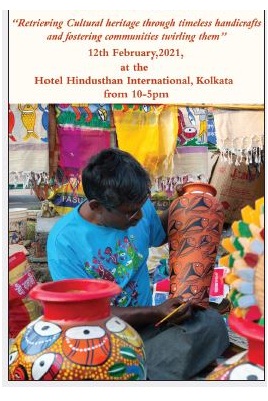 “Retrieving Cultural heritage through timeless handicrafts
and fostering communities twirling them”
12th February,2021,
at the
Hotel Hindusthan International, Kolkata
from 10-5pm